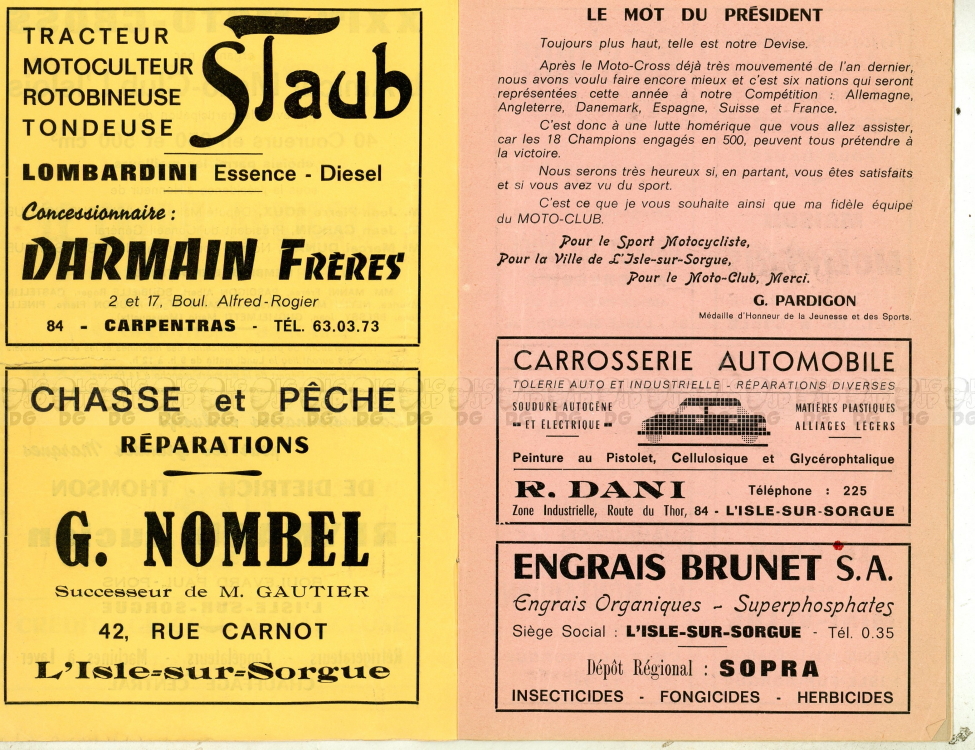 TRACTEUR
MOTOCULTEUR
ROTOBINEUSE
TONDEUSE
STaub
LOMBARDINI Essence - Diesel
Concessionnaire :
DARMAIN FRERES
2 et 17, Boul. Alfred-Rogier
84 - CARPENTRAS - TÉL. 63.03.73
CHASSE et PÊCHE
RÉPARATIONS
G. NOMBEL
Successeur de M. GAUTIER
42, RUE CARNOT
L'Isle-sur-Sorgue
LE MOT DU PRÉSIDENT
Toujours plus haut, telle est notre Devise.
Après le Moto-Cross déjà très mouvementé de l'an dernier,
nous avons voulu faire encore mieux et c'est six nations qui seront
représentées cette année à notre Compétition : Allemagne,
Angleterre, Danemark, Espagne, Suisse et France.
C'est donc à une lutte homérique que vous allez assister,
car les 18 Champions engagés en 500, peuvent tous prétendre à
la victoire.
Nous serons très heureux si, en partant, vous êtes satisfaits
et si vous avez vu du sport.
C'est ce que je vous souhaite ainsi que ma fidèle équipe
du MOTO-CLUB.
Pour le Sport Motocycliste,
Pour la Ville de L'Isle-sur-Sorgue,
Pour le Moto-Club, Merci.
G. PARDIGON
Médaille d'Honneur de la Jeunesse et des Sports.
CARROSSERIE AUTOMOBILE
TOLERIE AUTO ET INDUSTRIELLE - RÉPARATIONS DIVERSES
SOUDURE AUTOGÈNE
ET ÉLECTRIQUE
MATIÈRES PLASTIQUES
ALLIAGES LÉGERS
Peinture au Pistolet, Cellulosique et Glycérophtalique
R. DANI
Téléphone : 225
Zone Industrielle, Route du Thor, 84 - L'ISLE-SUR-SORGUE
ENGRAIS BRUNET S.A.
Engrais Organiques - Superphosphates
Siège Social : L'ISLE-SUR-SORGUE - Tél. 0.35
Dépôt Régional : SOPRA
INSECTICIDES - FONGICIDES - HERBICIDES